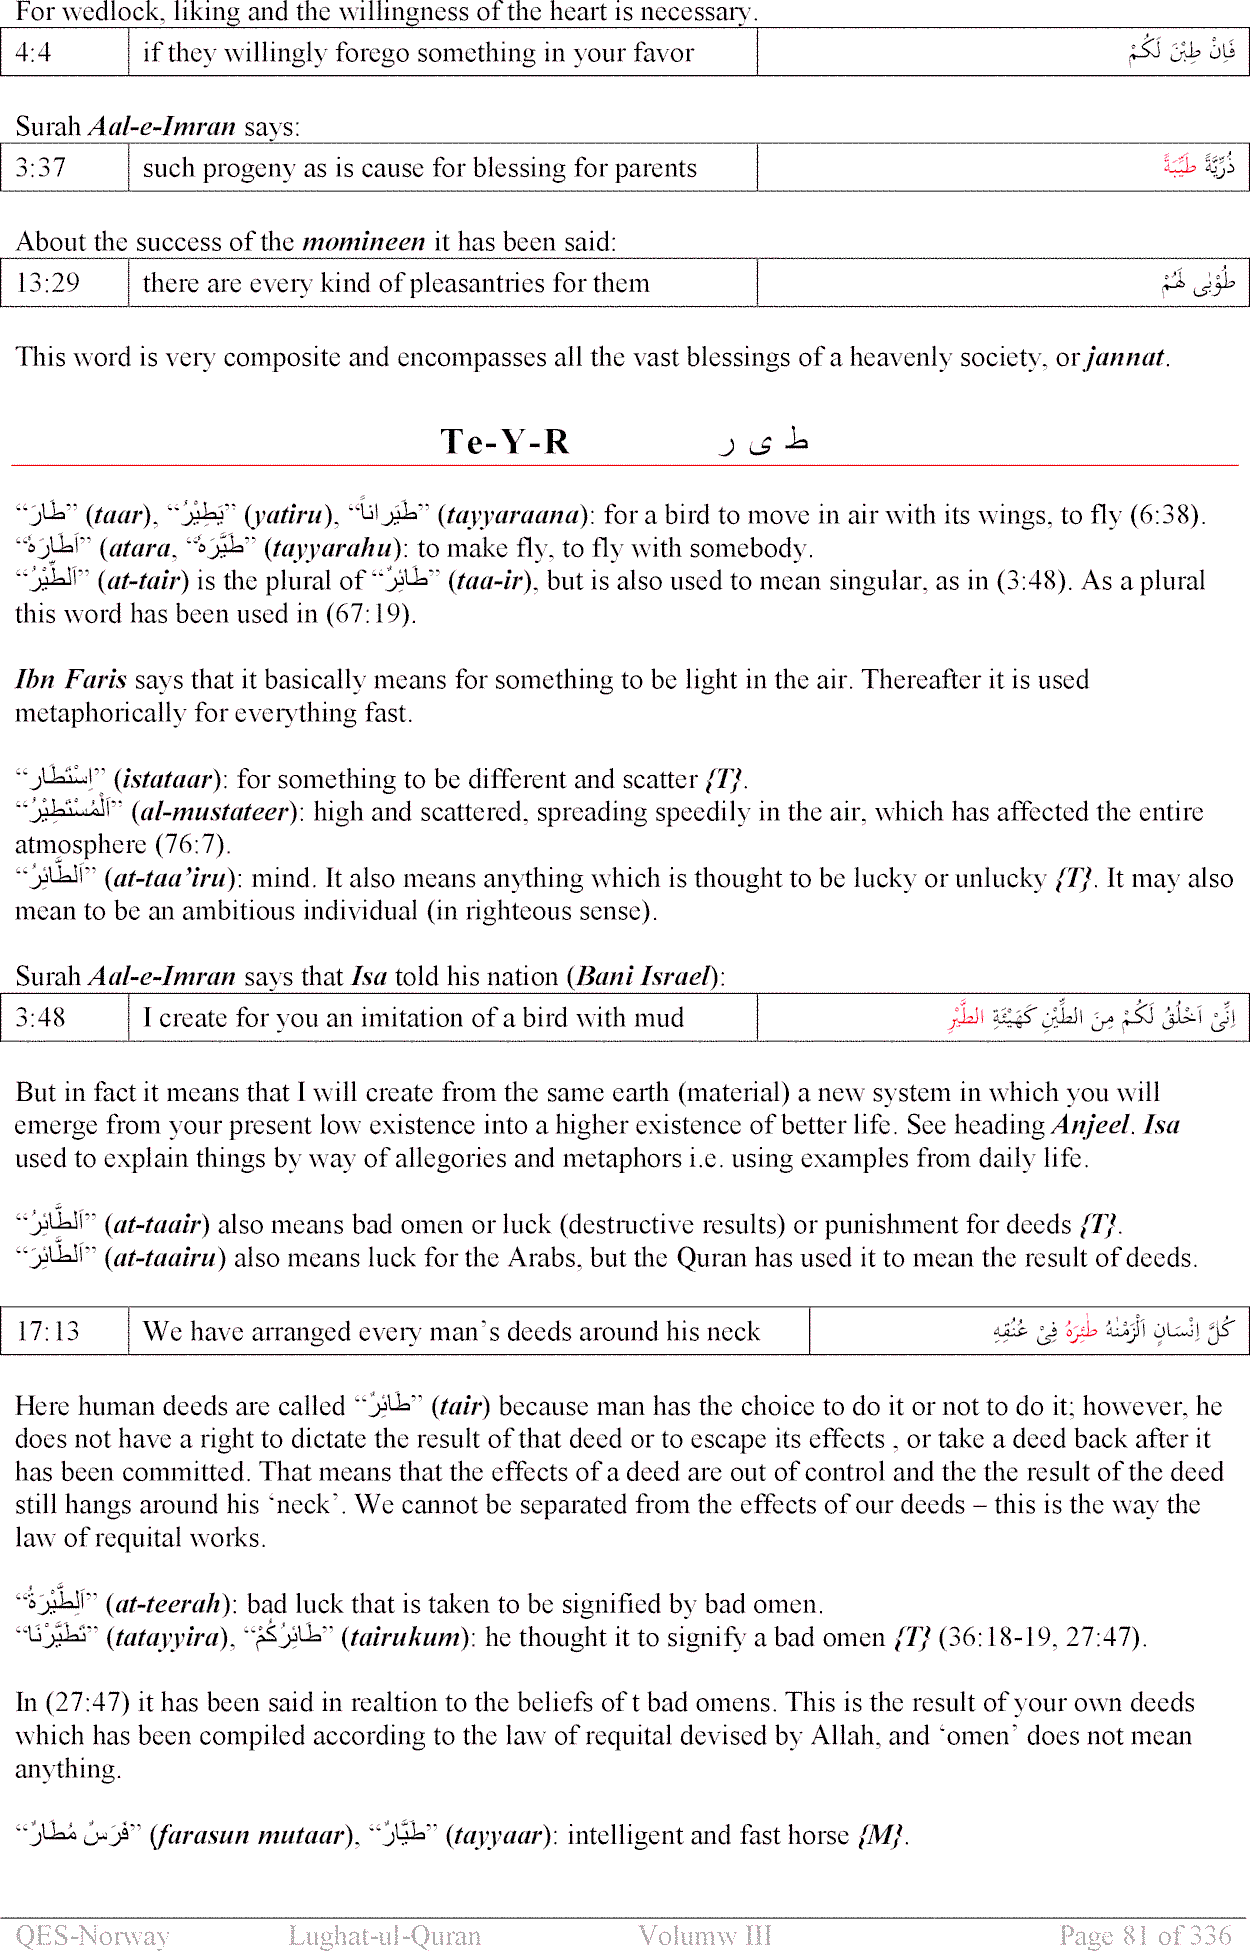 For wedlock, liking and the willingness of the heart is necessary.
4:4 if they willingly forego something in your favor فَاِنْ طِبْنَ لَكُمْ
Surah Aal-e-Imran says:
3:37 such progeny as is cause for blessing for parents ذُرِّيَّةً طَيِّبَةً
About the success of the momineen it has been said:
13:29 there are every kind of pleasantries for them طُوْبٰى لَهُمْ
This word is very composite and encompasses all the vast blessings of a heavenly society, or jannat.
Te-Y-R ط ی ر
“طَارَ” (taar), “يَطِيْرُ” (yatiru), “طَيَرَاناً” (tayyaraana): for a bird to move in air with its wings, to fly (6:38).
“اَطَارَهٗ” (atara, “طَيَّرَهٗ” (tayyarahu): to make fly, to fly with somebody.
“اَلطَّيْرُ” (at-tair) is the plural of “طَائِرٌ” (taa-ir), but is also used to mean singular, as in (3:48). As a plural
this word has been used in (67:19).
Ibn Faris says that it basically means for something to be light in the air. Thereafter it is used
metaphorically for everything fast.
“اِسْتَطَار” (istataar): for something to be different and scatter {T}.
“اَلْمُسْتَطِيْرُ” (al-mustateer): high and scattered, spreading speedily in the air, which has affected the entire
atmosphere (76:7).
“اَلطَّائِرُ” (at-taa’iru): mind. It also means anything which is thought to be lucky or unlucky {T}. It may also
mean to be an ambitious individual (in righteous sense).
Surah Aal-e-Imran says that Isa told his nation (Bani Israel):
3:48 I create for you an imitation of a bird with mud اِنِّىْ اَخْلُقُ لَكُمْ مِنَ الطِّيْنِ كَهَيْئَةِ الطَّيْرِ
But in fact it means that I will create from the same earth (material) a new system in which you will
emerge from your present low existence into a higher existence of better life. See heading Anjeel. Isa
used to explain things by way of allegories and metaphors i.e. using examples from daily life.
“اَلطَّائِرُ” (at-taair) also means bad omen or luck (destructive results) or punishment for deeds {T}.
“اَلطَّائِرَ” (at-taairu) also means luck for the Arabs, but the Quran has used it to mean the result of deeds.
17:13 We have arranged every man’s deeds around his neck كُلَّ اِنْسَانٍ اَلْزَمْنٰهُ طٰئِرَهٗ فِىْ عُنُقِهٖ
Here human deeds are called “طَائِرٌ” (tair) because man has the choice to do it or not to do it; however, he
does not have a right to dictate the result of that deed or to escape its effects , or take a deed back after it
has been committed. That means that the effects of a deed are out of control and the the result of the deed
still hangs around his ‘neck’. We cannot be separated from the effects of our deeds – this is the way the
law of requital works.
“اَلطِّيْرَةُ” (at-teerah): bad luck that is taken to be signified by bad omen.
“تَطَيَّرْنَا” (tatayyira), “طَائِرُكُمْ” (tairukum): he thought it to signify a bad omen {T} (36:18-19, 27:47).
In (27:47) it has been said in realtion to the beliefs of t bad omens. This is the result of your own deeds
which has been compiled according to the law of requital devised by Allah, and ‘omen’ does not mean
anything.
“فَرَسٌ مُطَارٌ” (farasun mutaar), “طَيَّارٌ” (tayyaar): intelligent and fast horse {M}.
QES-Norway Lughat-ul-Quran Volumw III Page 81 of 336